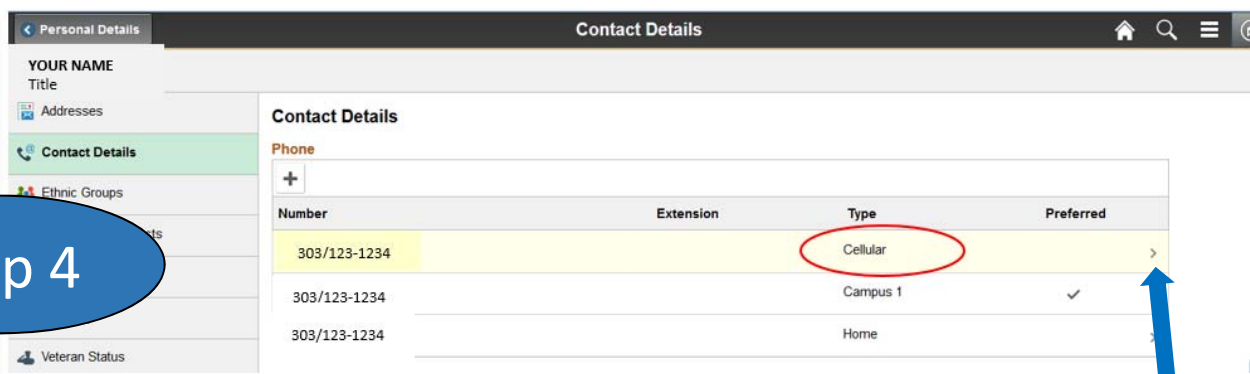 Personal Details
Contact Details
YOUR NAME
Title
Addresses
Contact Details
Ethnic Groups
Veteran Status
p 4
Contact Details
Phone
+
Number Extension Type Preferred
303/123-1234 Cellular
303/123-1234 Campus 1
303/123-1234 Home